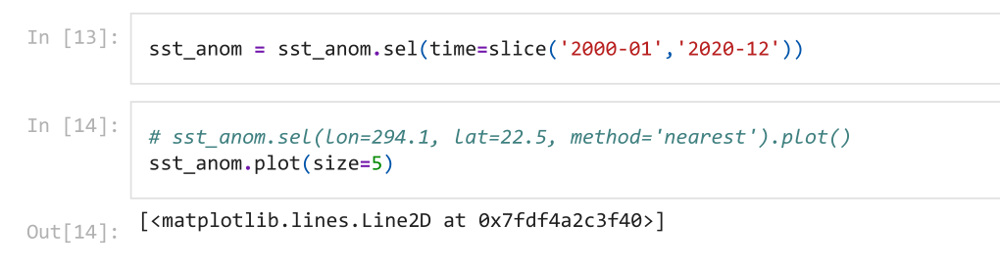 In [13]:
sst_anom = sst_anom.sel(time=slice('2000-01','2020-12'))
In [14]:
# sst_anom.sel(lon=294.1, lat=22.5, method='nearest').plot()
sst_anom.plot(size=5)
[<matplotlib.lines.Line2D at 0x7fdf4a2c3f40>]
Out[14]: